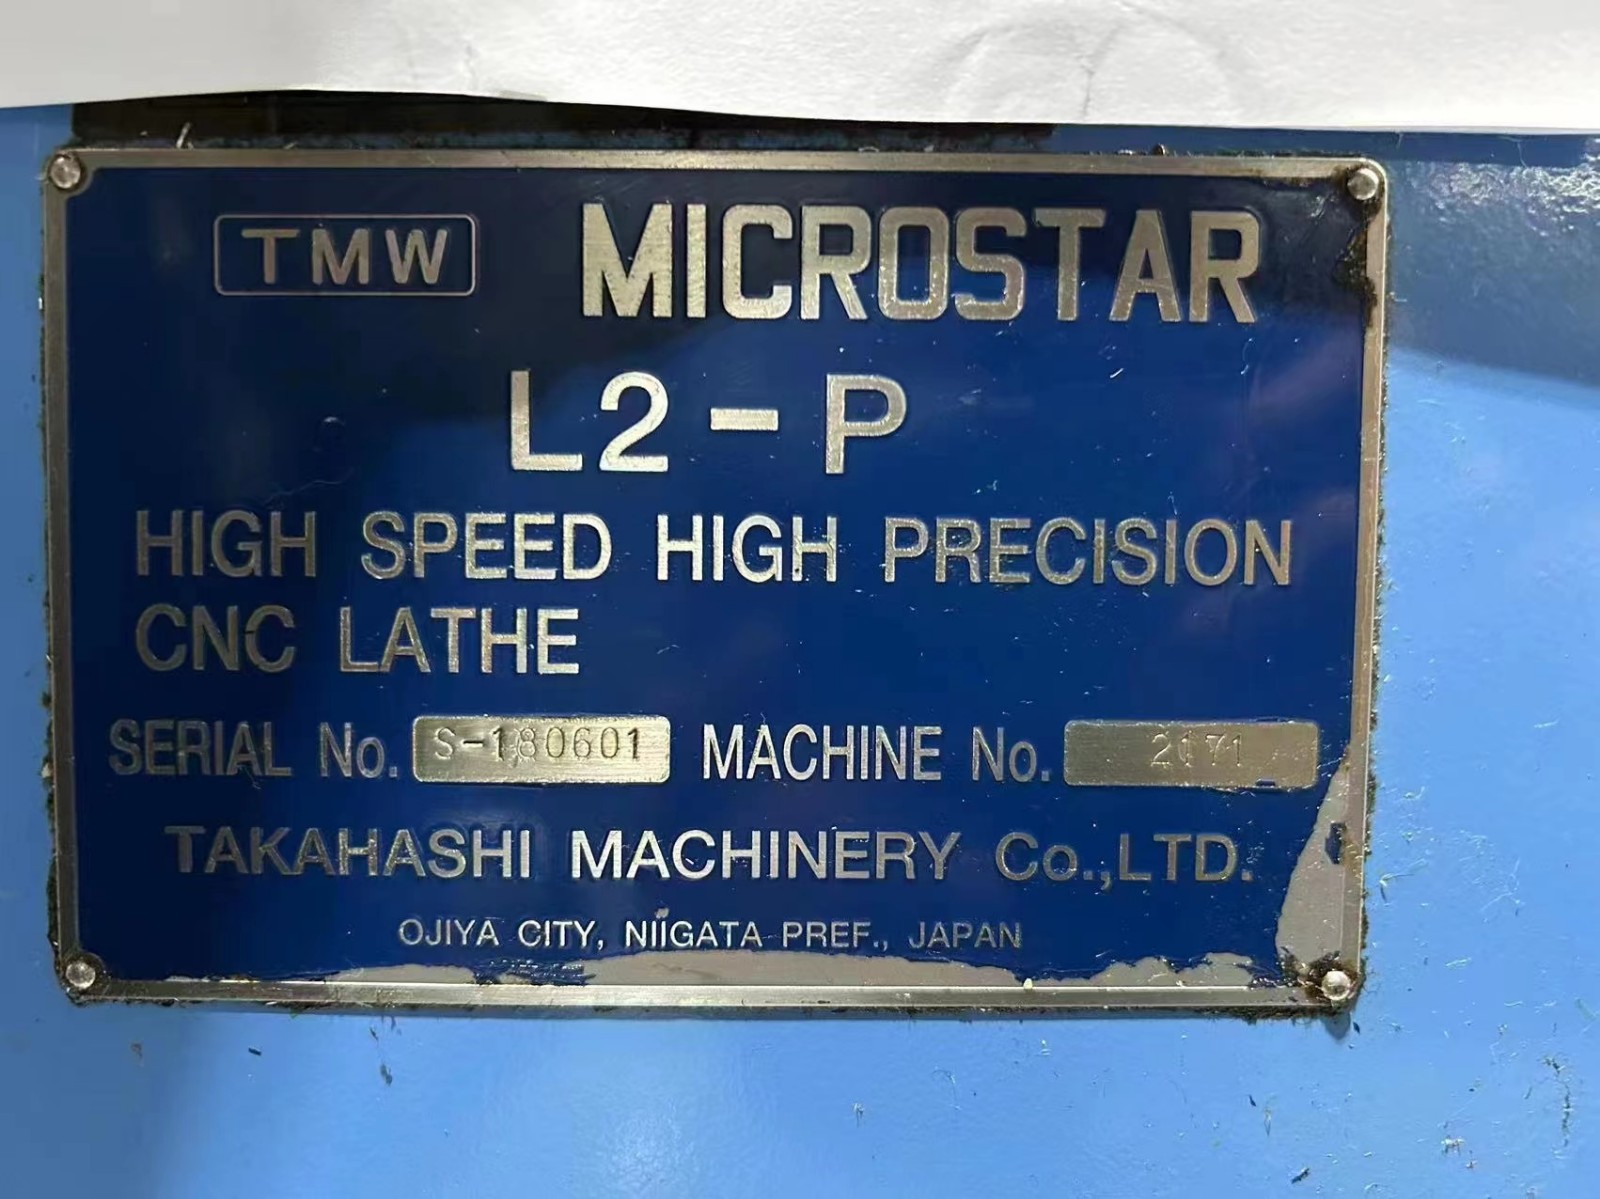 TMW MICROSTAR
L2-P
HIGH SPEED HIGH PRECISION
CNC LATHE
SERIAL No. S-180601 MACHINE No.
TAKAHASHI MACHINERY Co.,LTD.
OJIYA CITY, NIIGATA PREF., JAPAN